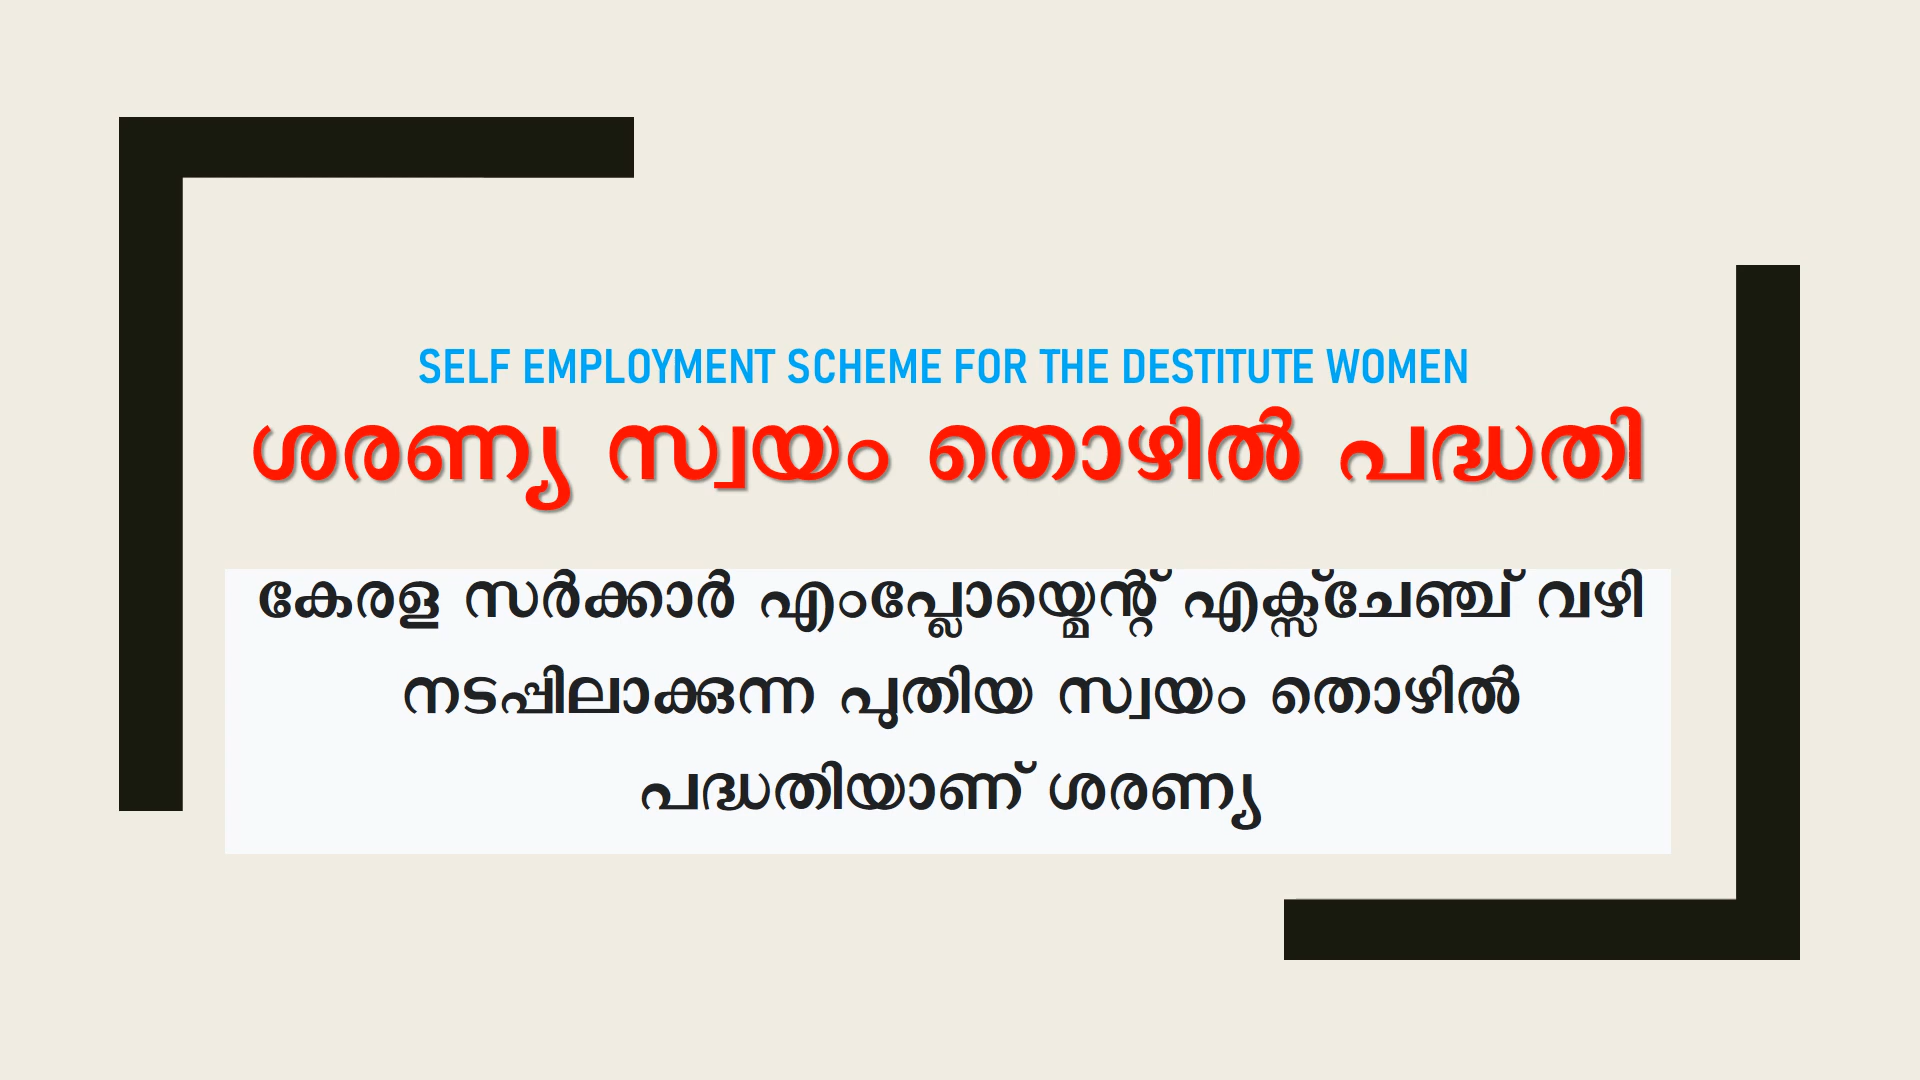 SELF EMPLOYMENT SCHEME FOR THE DESTITUTE WOMEN
ശരണ്യ സ്വയം തൊഴിൽ പദ്ധതി
കേരള സർക്കാർ എംപ്ലോയ്മെന്റ് എക്സ്ചേഞ്ച് വഴി
നടപ്പിലാക്കുന്ന പുതിയ സ്വയം തൊഴിൽ
പദ്ധതിയാണ് ശരണ്യ